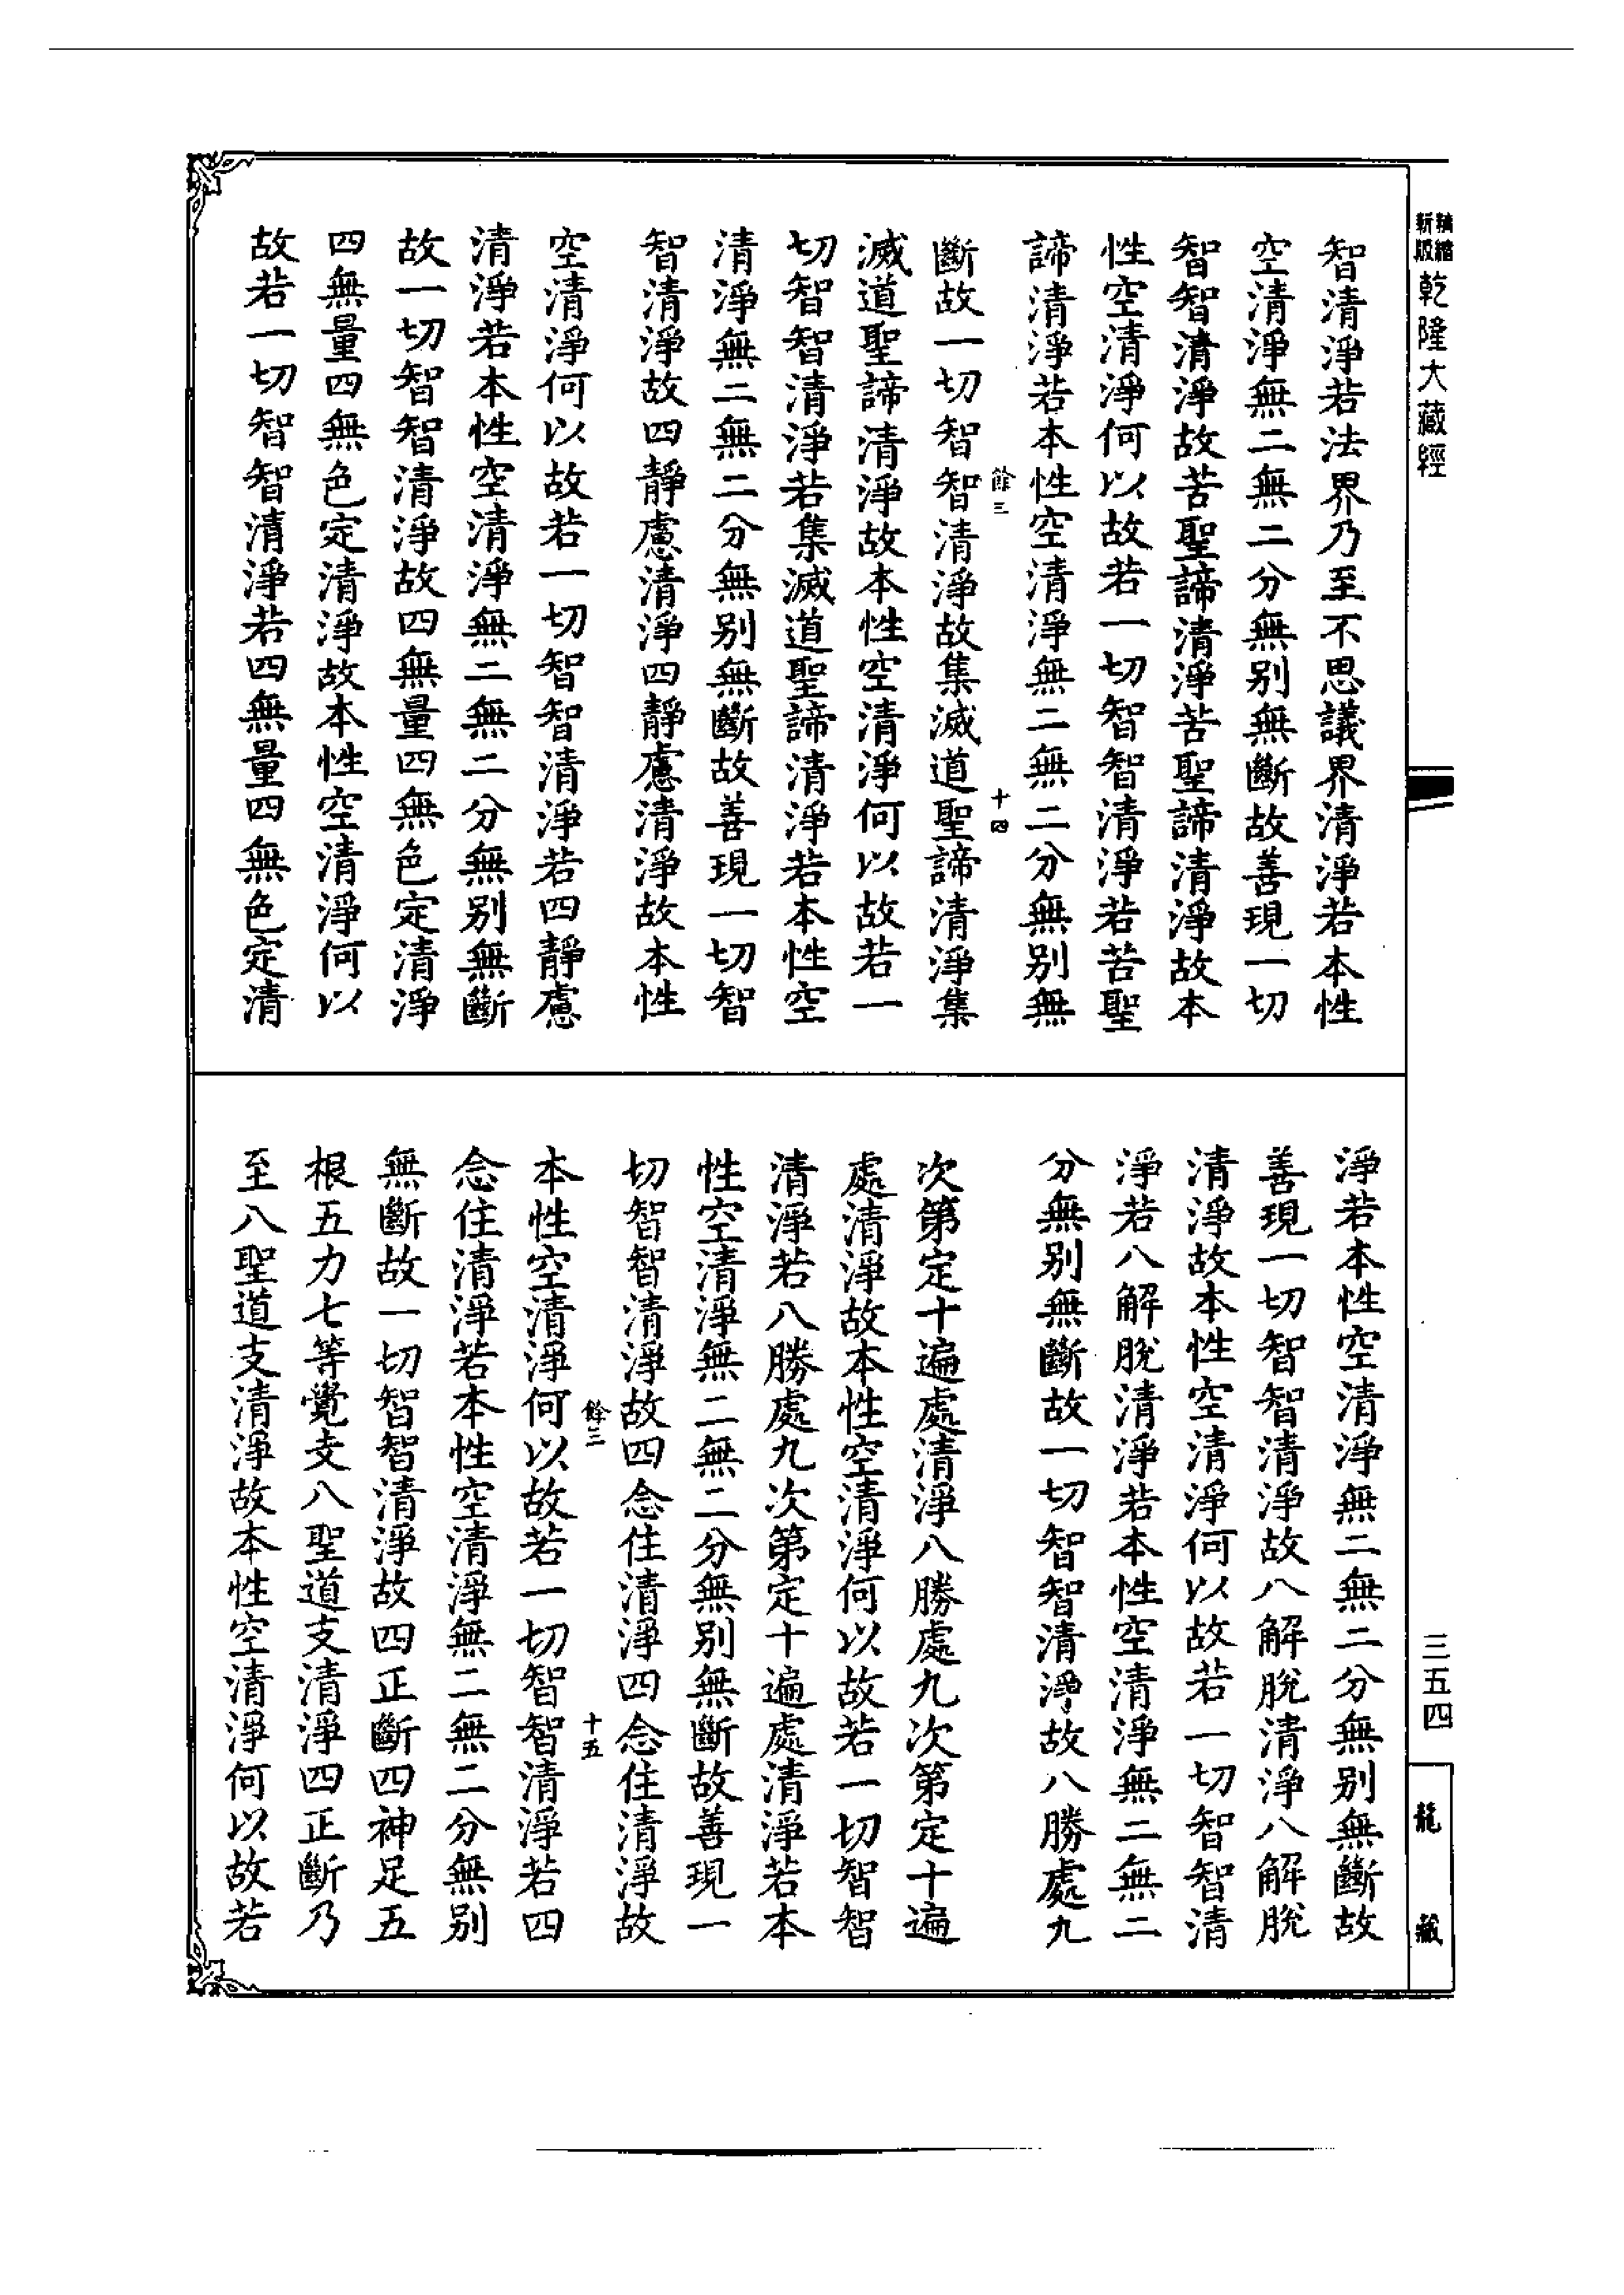 精縮
新版
乾隆大藏經
智清淨若法界乃至不思議界清淨若本性
空清淨無二無二分無别無斷故善現一切
智智清淨故苦聖諦清淨苦聖諦清淨故本
性空清淨何以故若一切智智清淨若苦聖
諦清淨若本性空清淨無二無二分無别無
餘三
十四
斷故一切智智清淨故集滅道聖諦清淨集
滅道聖諦清淨故本性空清淨何以故若一
切智智清淨若集滅道聖諦清淨若本性空
清淨無二無二分無别無斷故善現一切智
智清淨故四靜慮清淨四靜慮清淨故本性
空清淨何以故若一切智智清淨若四靜慮
清淨若本性空清淨無二無二分無别無斷
故一切智智清淨故四無量四無色定清淨
四無量四無色定清淨故本性空清淨何以
故若一切智智清淨若四無量四無色定清
三五四
龍藏
淨若本性空清淨無二無二分無别無斷故
善現一切智智清淨故八解脫清淨八解脫
清淨故本性空清淨何以故若一切智智清
淨若八解脫清淨若本性空清淨無二無二
分無别無斷故一切智智清淨故八勝處九
次第定十遍處清淨八勝處九次第定十遍
處清淨故本性空清淨何以故若一切智智
清淨若八勝處九次第定十遍處清淨若本
性空清淨無二無二分無别無斷故善現一
切智智清淨故四念住清淨四念住清淨故
餘三
十五
本性空清淨何以故若一切智智清淨若四
念住清淨若本性空清淨無二無二分無别
無斷故一切智智清淨故四正斷四神足五
根五力七等覺支八聖道支清淨四正斷乃
至八聖道支清淨故本性空清淨何以故若